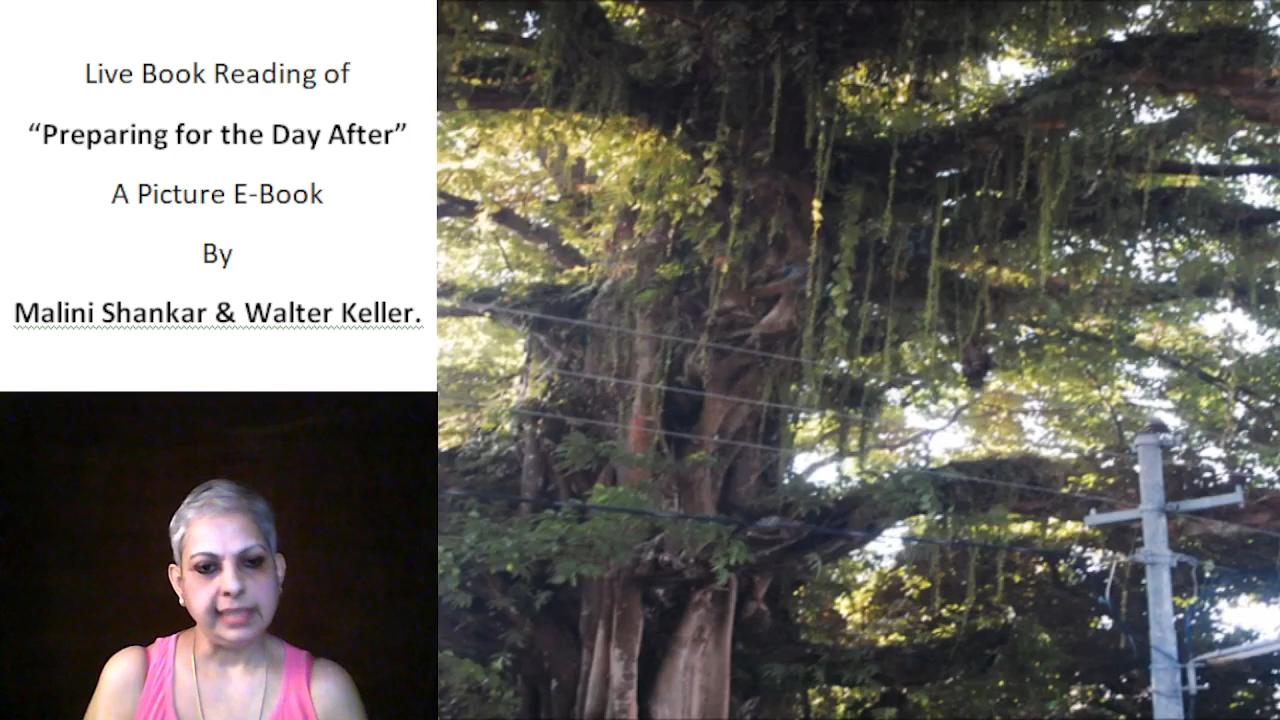 Live Book Reading of
“Preparing for the Day After”
A Picture E-Book
By
Malini Shankar & Walter Keller.